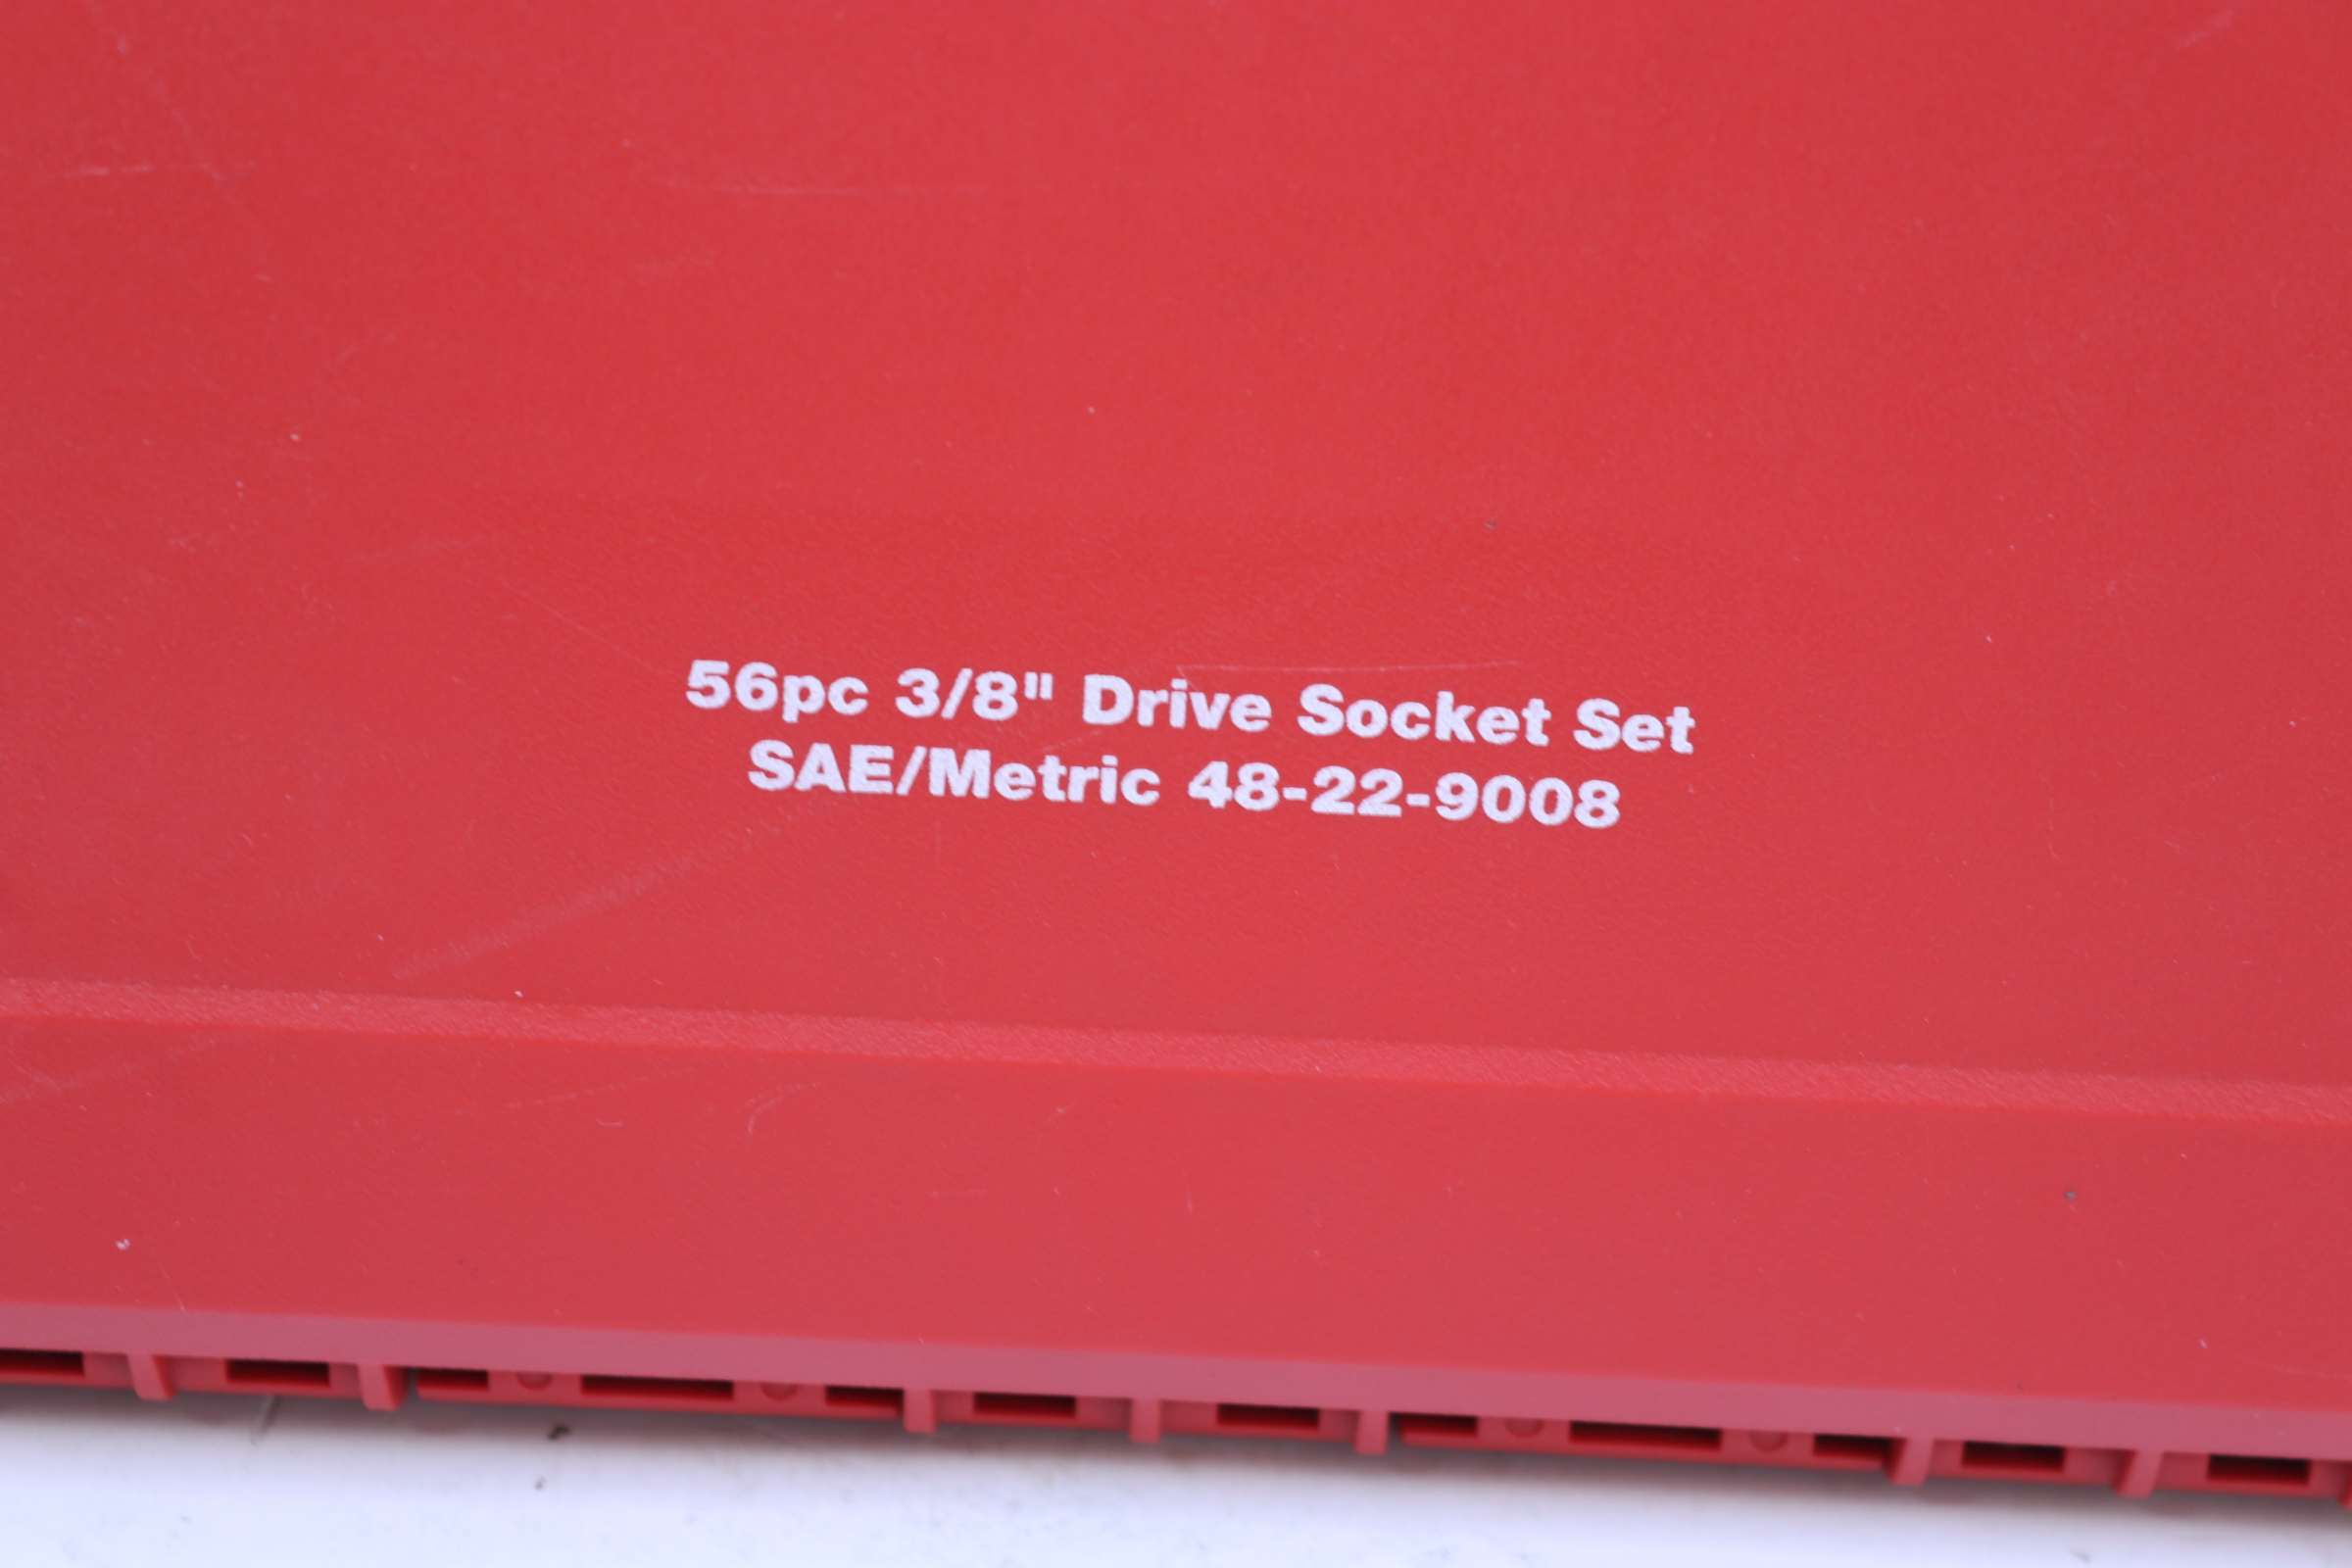 56pc 3/8" Drive Socket Set
SAE/Metric 48-22-9008